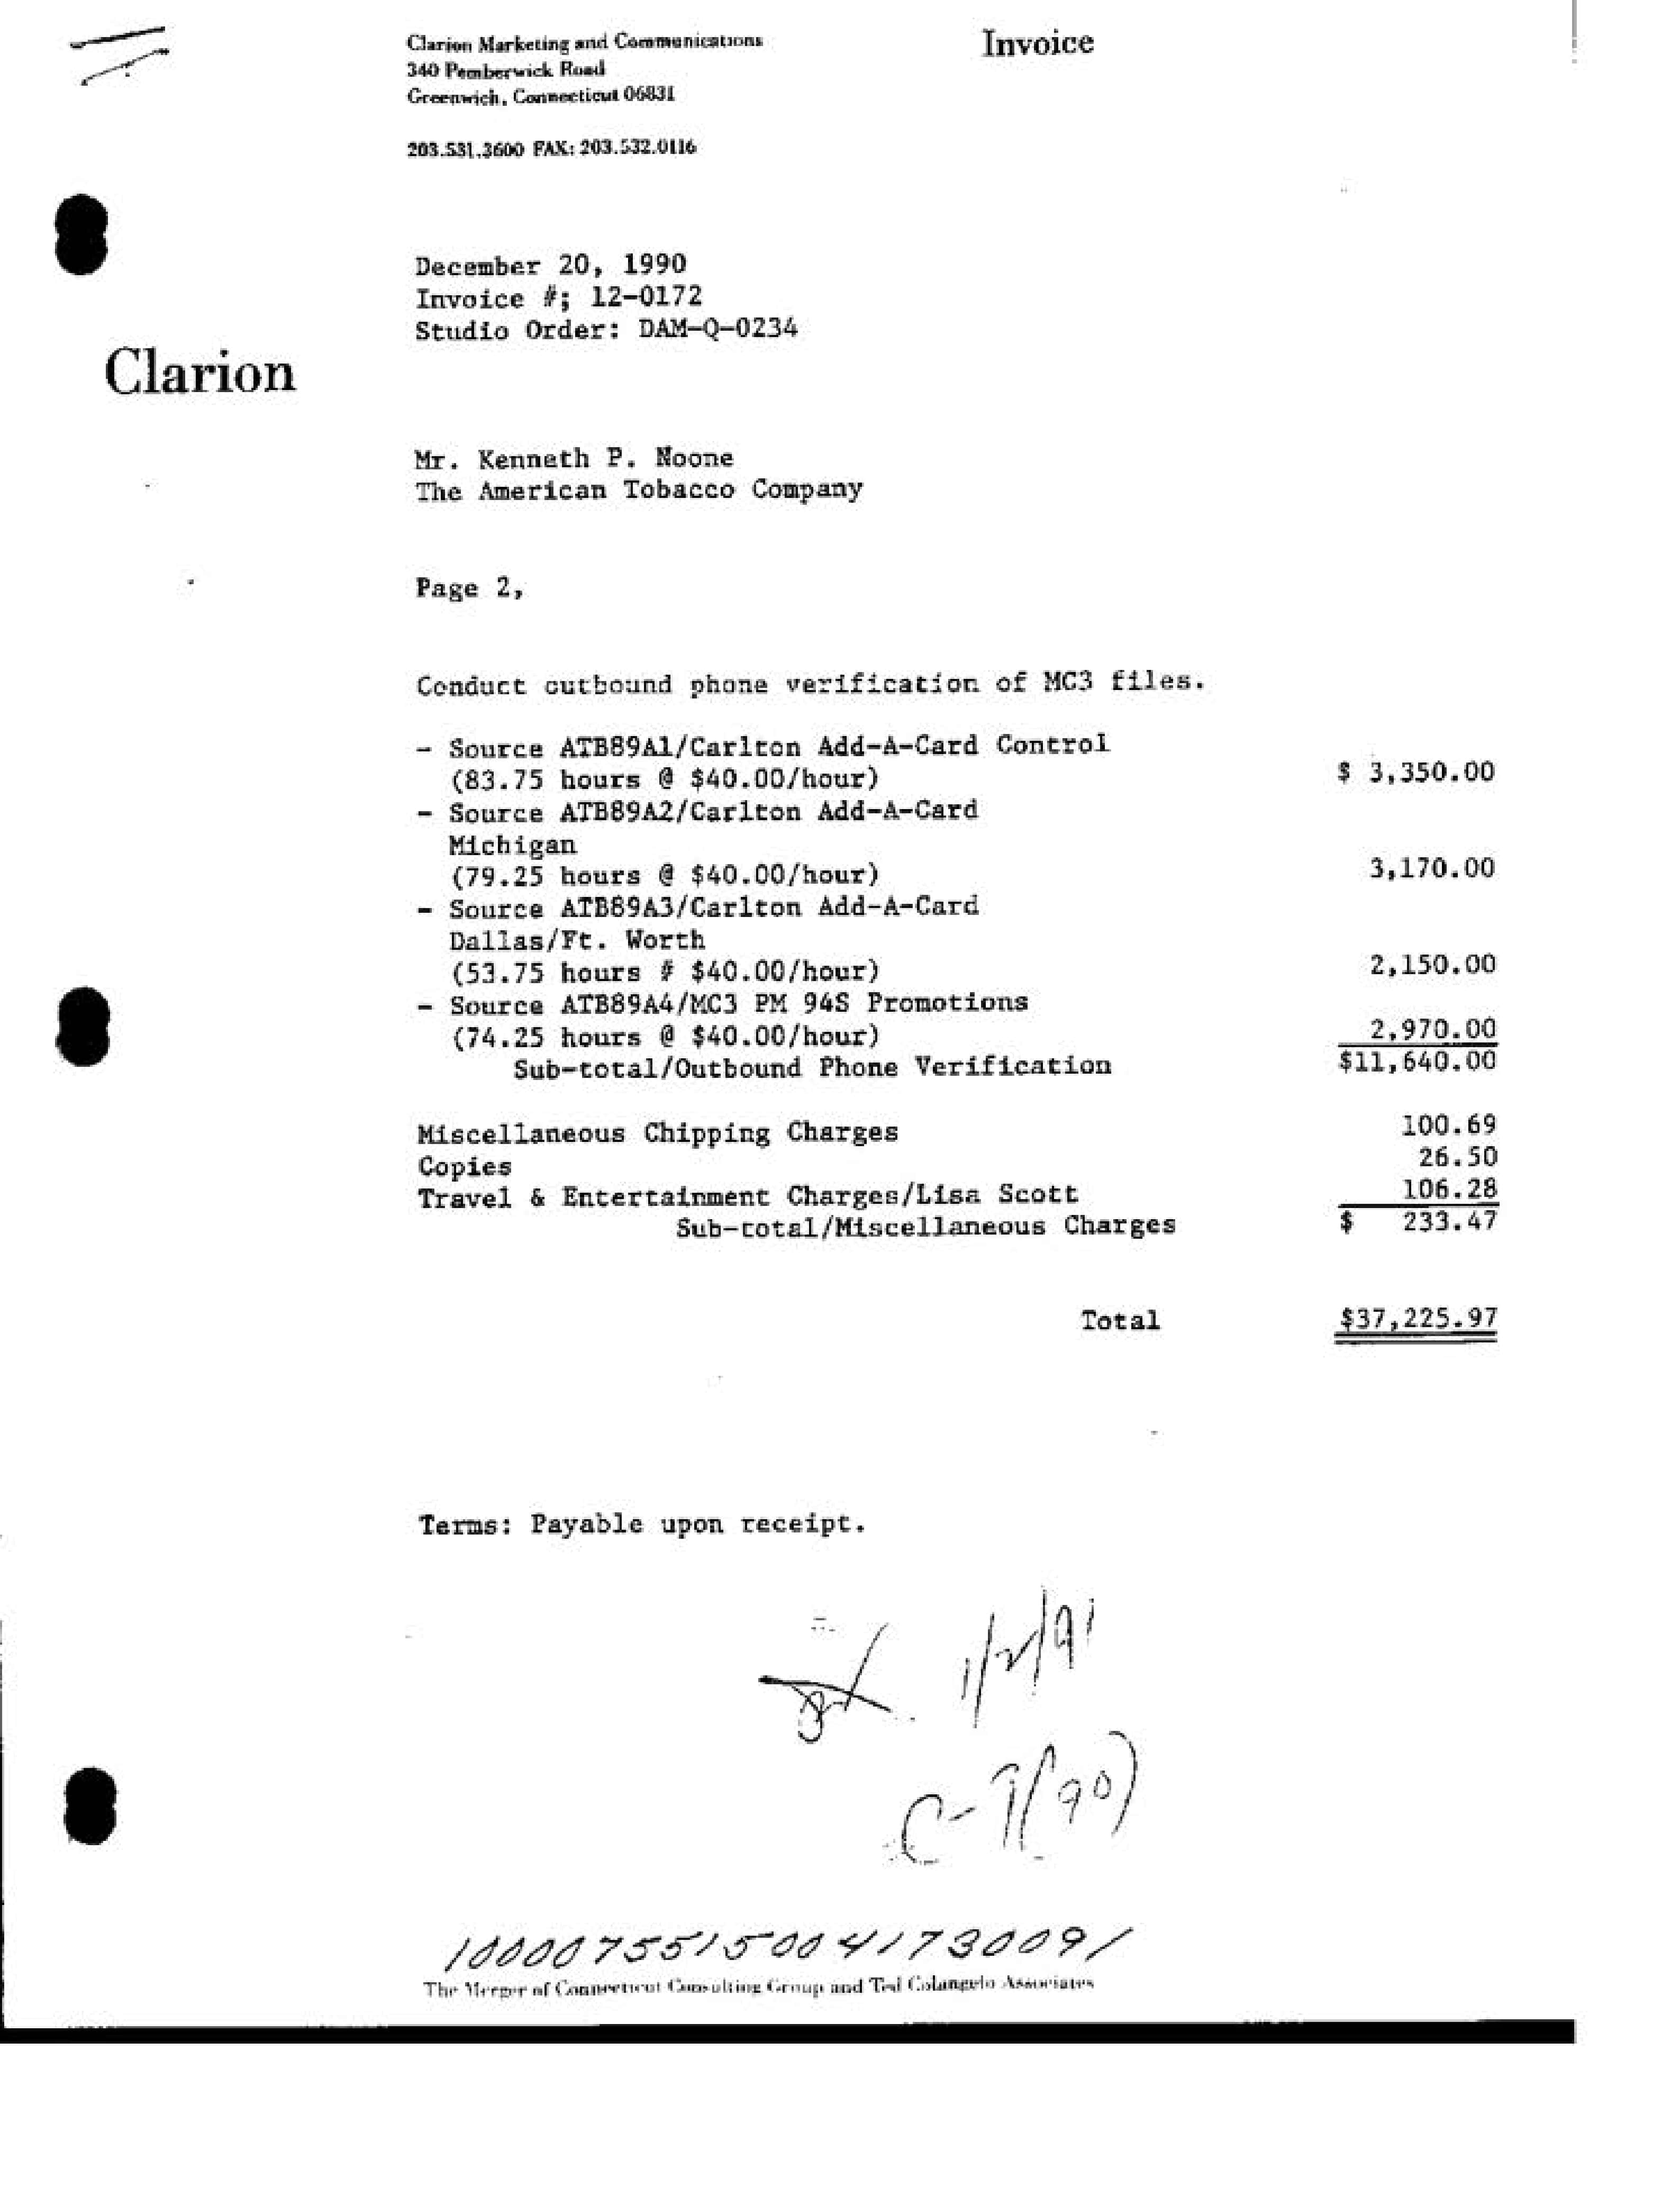 Clarion Marketing and Communications
340 Pemberwick Road
Greenwich, Connecticut 06831
203.531.3600 FAX: 203.532.0116
Invoice
December 20, 1990
Invoice #; 12-0172
Studio Order: DAM-Q-0234
Clarion
Mr. Kenneth P. Noone
The American Tobacco Company
Page 2,
Conduct outbound phone verification of MC3 files.
- Source ATB89A1/Carlton Add-A-Card Control
(83.75 hours @ $40.00/hour) $ 3,350.00
- Source ATB89A2/Carlton Add-A-Card
Michigan
(79.25 hours @ $40.00/hour) 3,170.00
- Source ATB89A3/Carlton Add-A-Card
Dallas/Ft. Worth
(53.75 hours # $40.00/hour) 2,150.00
- Source ATB89A4/MC3 PM 94S Promotions
(74.25 hours @ $40.00/hour) 2,970.00
Sub-total/Outbound Phone Verification $11,640.00
Miscellaneous Chipping Charges 100.69
Copies 26.50
Travel & Entertainment Charges/Lisa Scott 106.28
Sub-total/Miscellaneous Charges $ 233.47
Total $37,225.97
Terms: Payable upon receipt.
1/2/91
(90)
The Merger of Connecticut Consulting Group and Ted Colangelo Associates